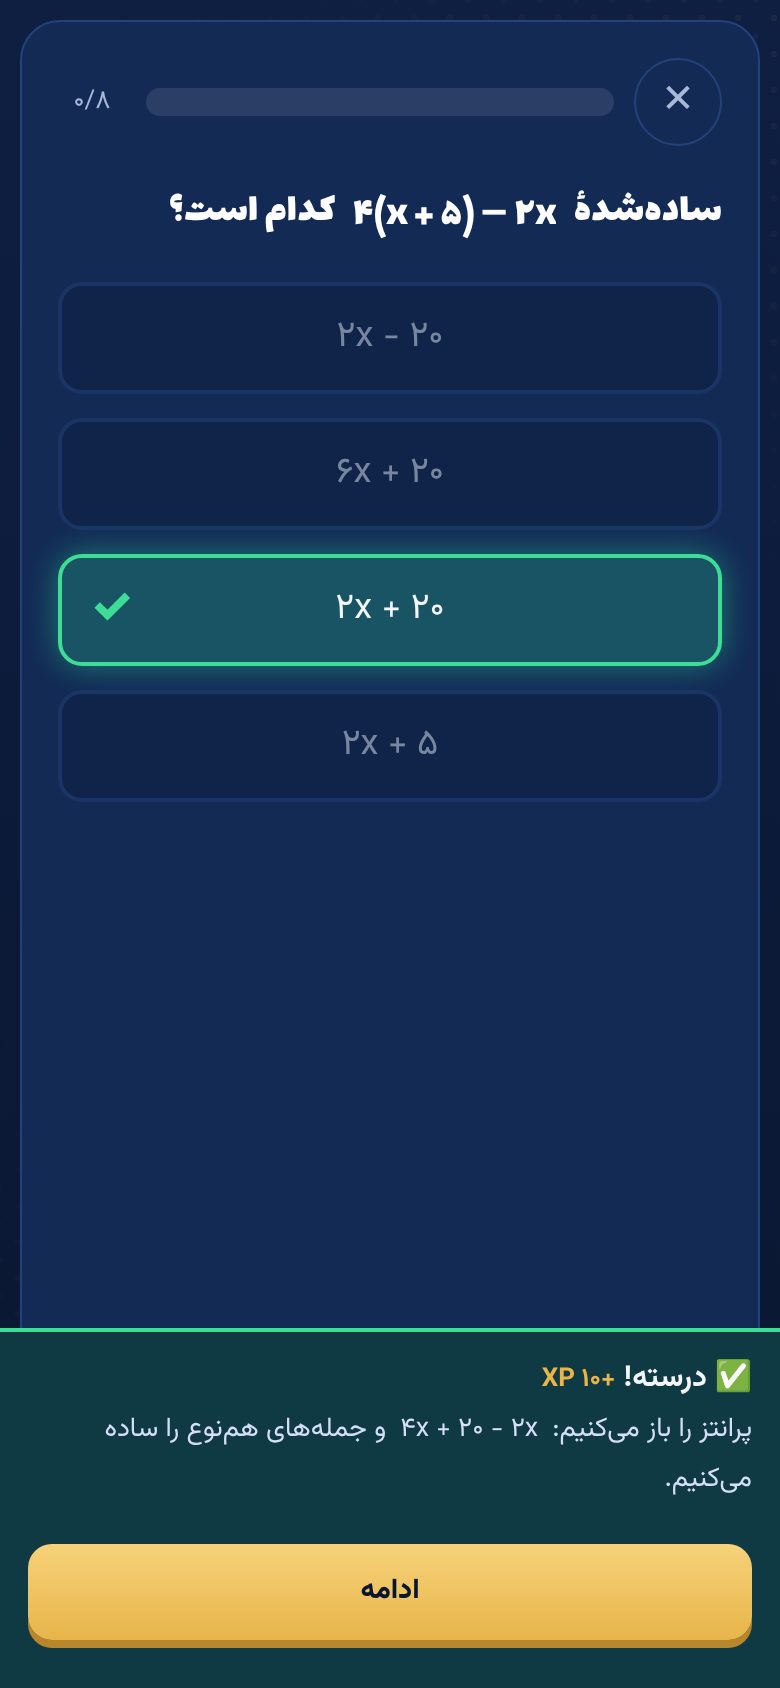 ۰/۸
ساده‌شدهٔ ۴(x + ۵) − ۲x کدام است؟
۲x - ۲۰
۶x + ۲۰
۲x + ۲۰
۲x + ۵
✅ درسته! +۱۰ XP
پرانتز را باز می‌کنیم: ۴x + ۲۰ - ۲x و جمله‌های هم‌نوع را ساده
می‌کنیم.
ادامه